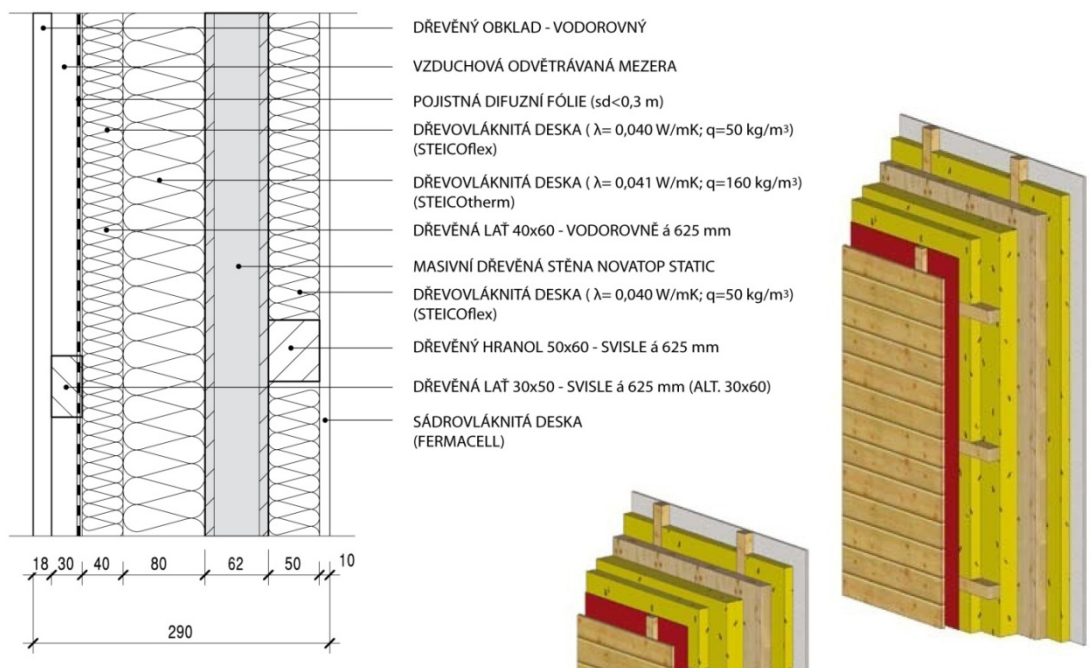 DŘEVĚNÝ OBKLAD - VODOROVNÝ
VZDUCHOVÁ ODVĚTRÁVANÁ MEZERA
POJISTNÁ DIFUZNÍ FÓLIE (sd<0,3 m)
DŘEVOVLÁKNITÁ DESKA ( λ= 0,040 W/mK; q=50 kg/m³)
(STEICOflex)
DŘEVOVLÁKNITÁ DESKA ( λ= 0,041 W/mK; q=160 kg/m³)
(STEICOtherm)
DŘEVĚNÁ LAŤ 40x60 - VODOROVNĚ á 625 mm
MASIVNÍ DŘEVĚNÁ STĚNA NOVATOP STATIC
DŘEVOVLÁKNITÁ DESKA ( λ= 0,040 W/mK; q=50 kg/m³)
(STEICOflex)
DŘEVĚNÝ HRANOL 50x60 - SVISLE á 625 mm
DŘEVĚNÁ LAŤ 30x50 - SVISLE á 625 mm (ALT. 30x60)
SÁDROVLÁKNITÁ DESKA
(FERMACELL)
18 30 40 80 62 50 10
290